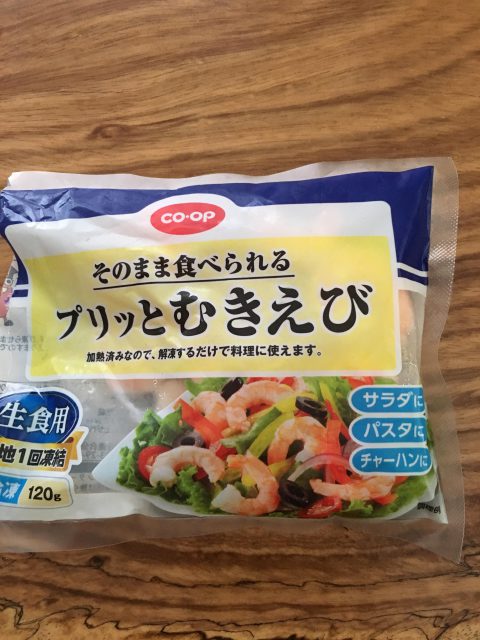 CO·OP
そのまま食べられる
プリッとむきえび
加熱済みなので、解凍するだけで料理に使えます。
生食用
地1回凍結
凍
120g
サラダに
パスタに
チャーハンに